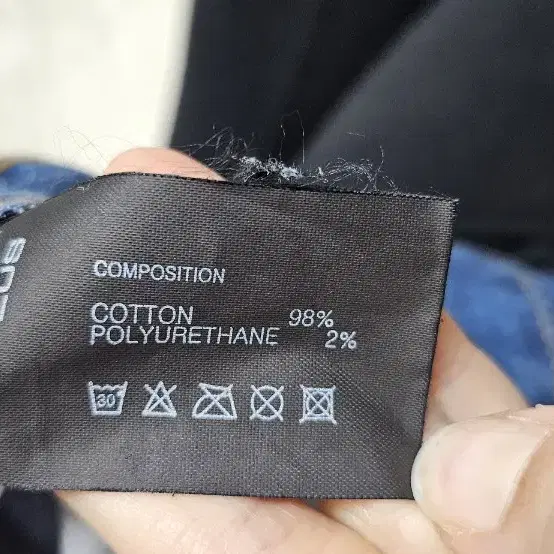 COMPOSITION
COTTON 98%
POLYURETHANE 2%
30